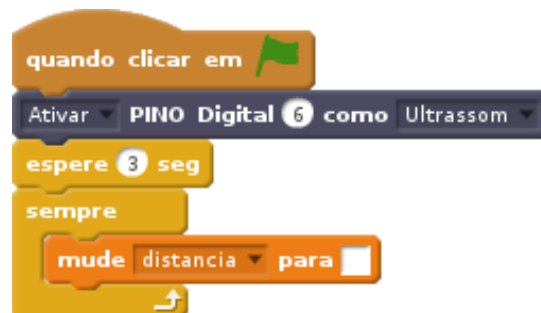 quando clicar em
Ativar PINO Digital 6 como Ultrassom
espere 3 seg
sempre
mude distancia para